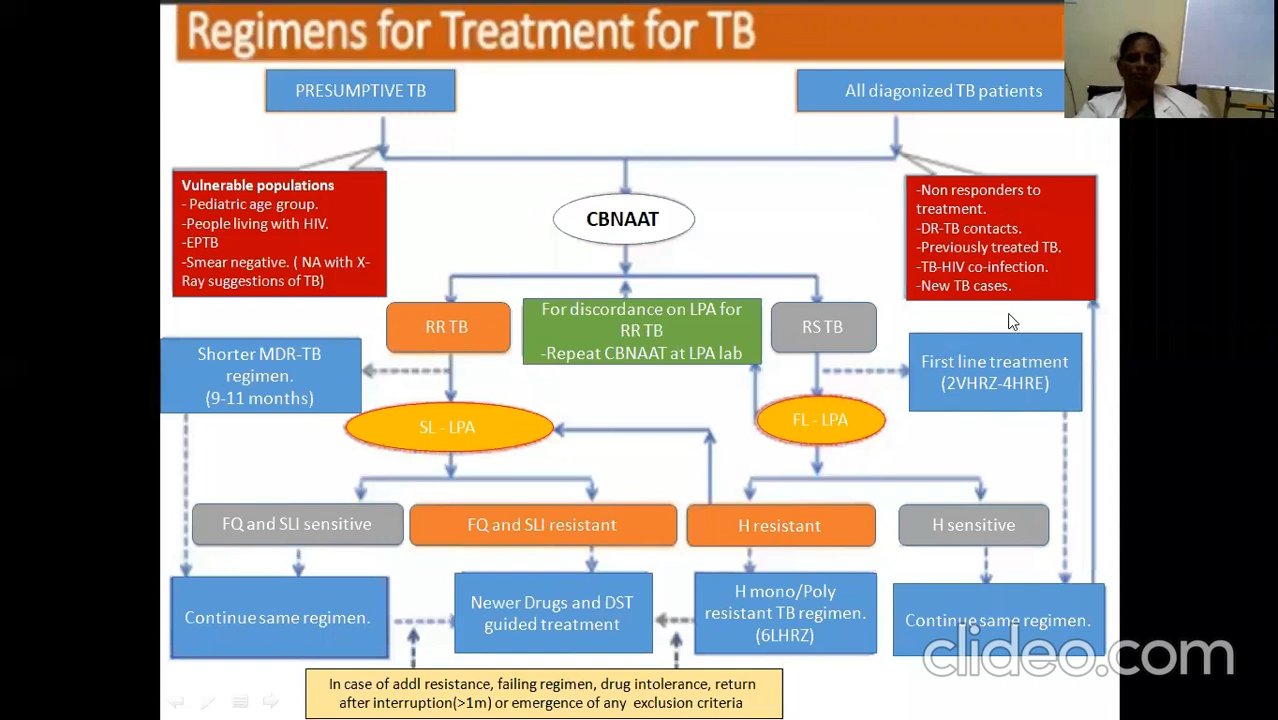 Regimens for Treatment for TB
PRESUMPTIVE TB
All diagonized TB patients
Vulnerable populations
- Pediatric age group.
-People living with HIV.
-EPTB
-Smear negative. ( NA with X-
Ray suggestions of TB)
CBNAAT
-Non responders to
treatment.
-DR-TB contacts.
-Previously treated TB.
-TB-HIV co-infection.
-New TB cases.
RR TB
For discordance on LPA for
RR TB
-Repeat CBNAAT at LPA lab
RS TB
Shorter MDR-TB
regimen.
(9-11 months)
First line treatment
(2VHRZ-4HRE)
SL - LPA
FL - LPA
FQ and SLI sensitive
FQ and SLI resistant
H resistant
H sensitive
Continue same regimen.
Newer Drugs and DST
guided treatment
H mono/Poly
resistant TB regimen.
(6LHRZ)
Continue same regimen.
clideo.com
In case of addl resistance, failing regimen, drug intolerance, return
after interruption(>1m) or emergence of any exclusion criteria